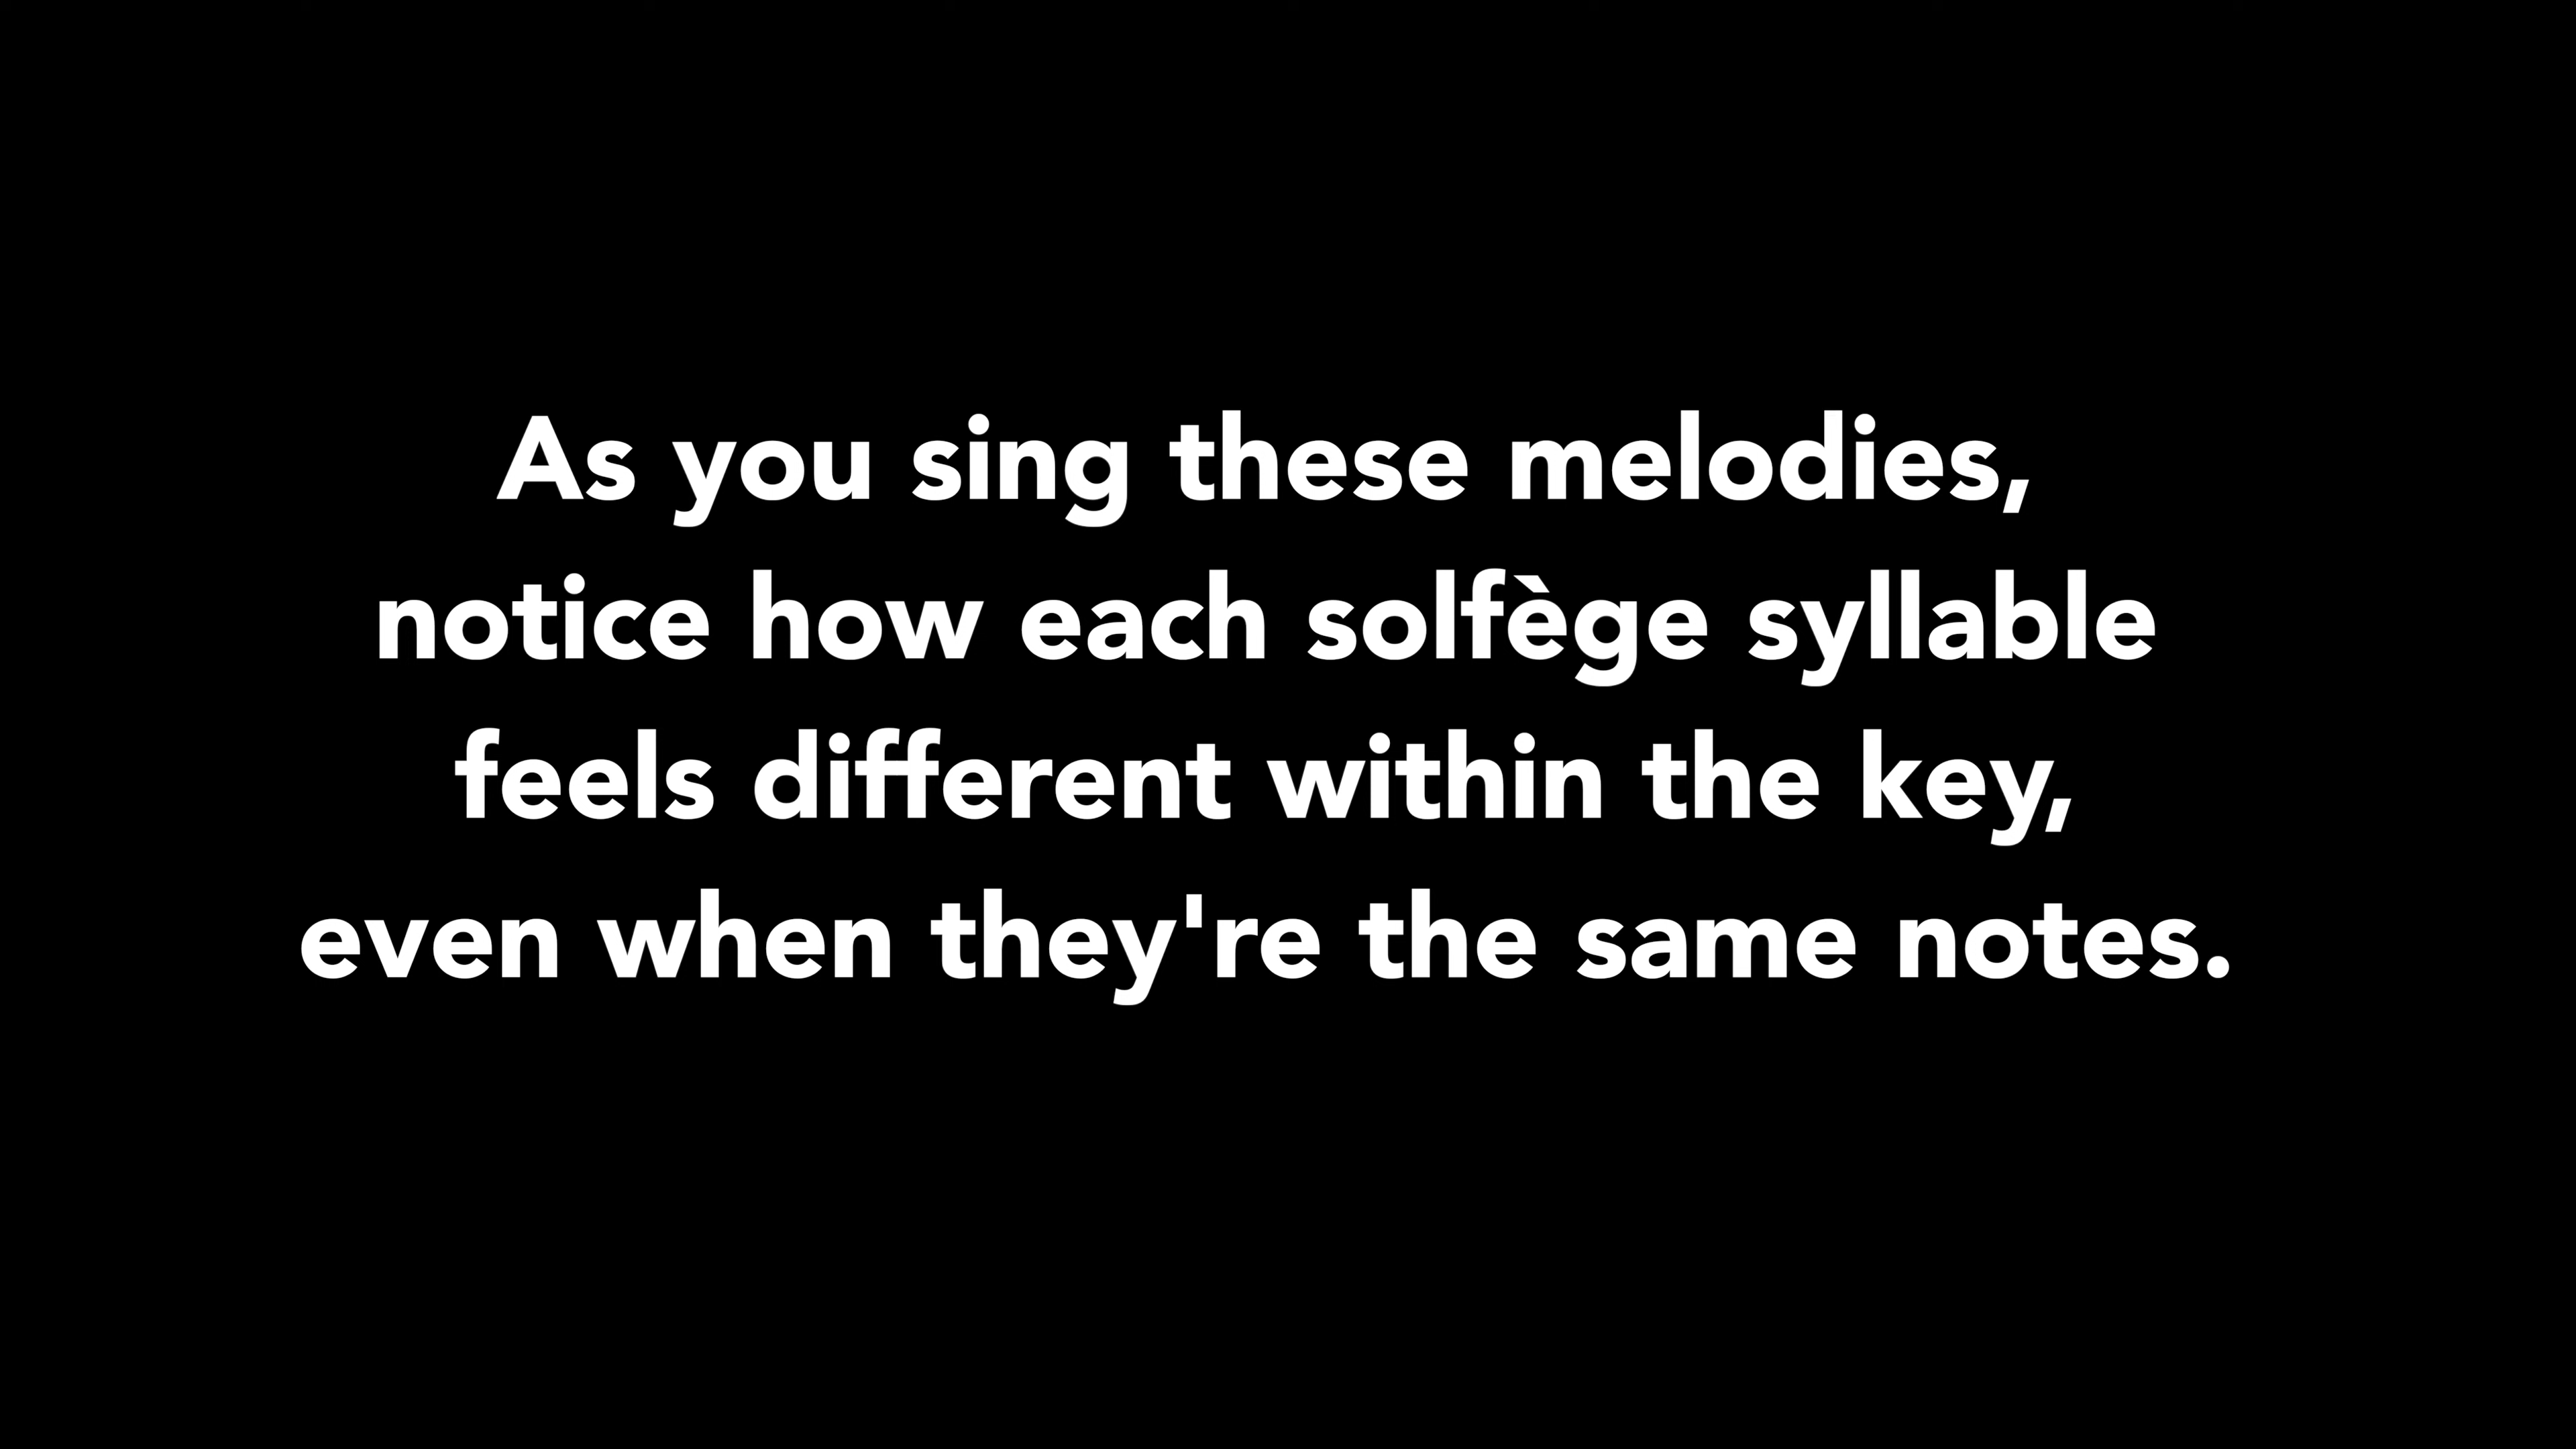 As you sing these melodies,
notice how each solfège syllable
feels different within the key,
even when they're the same notes.